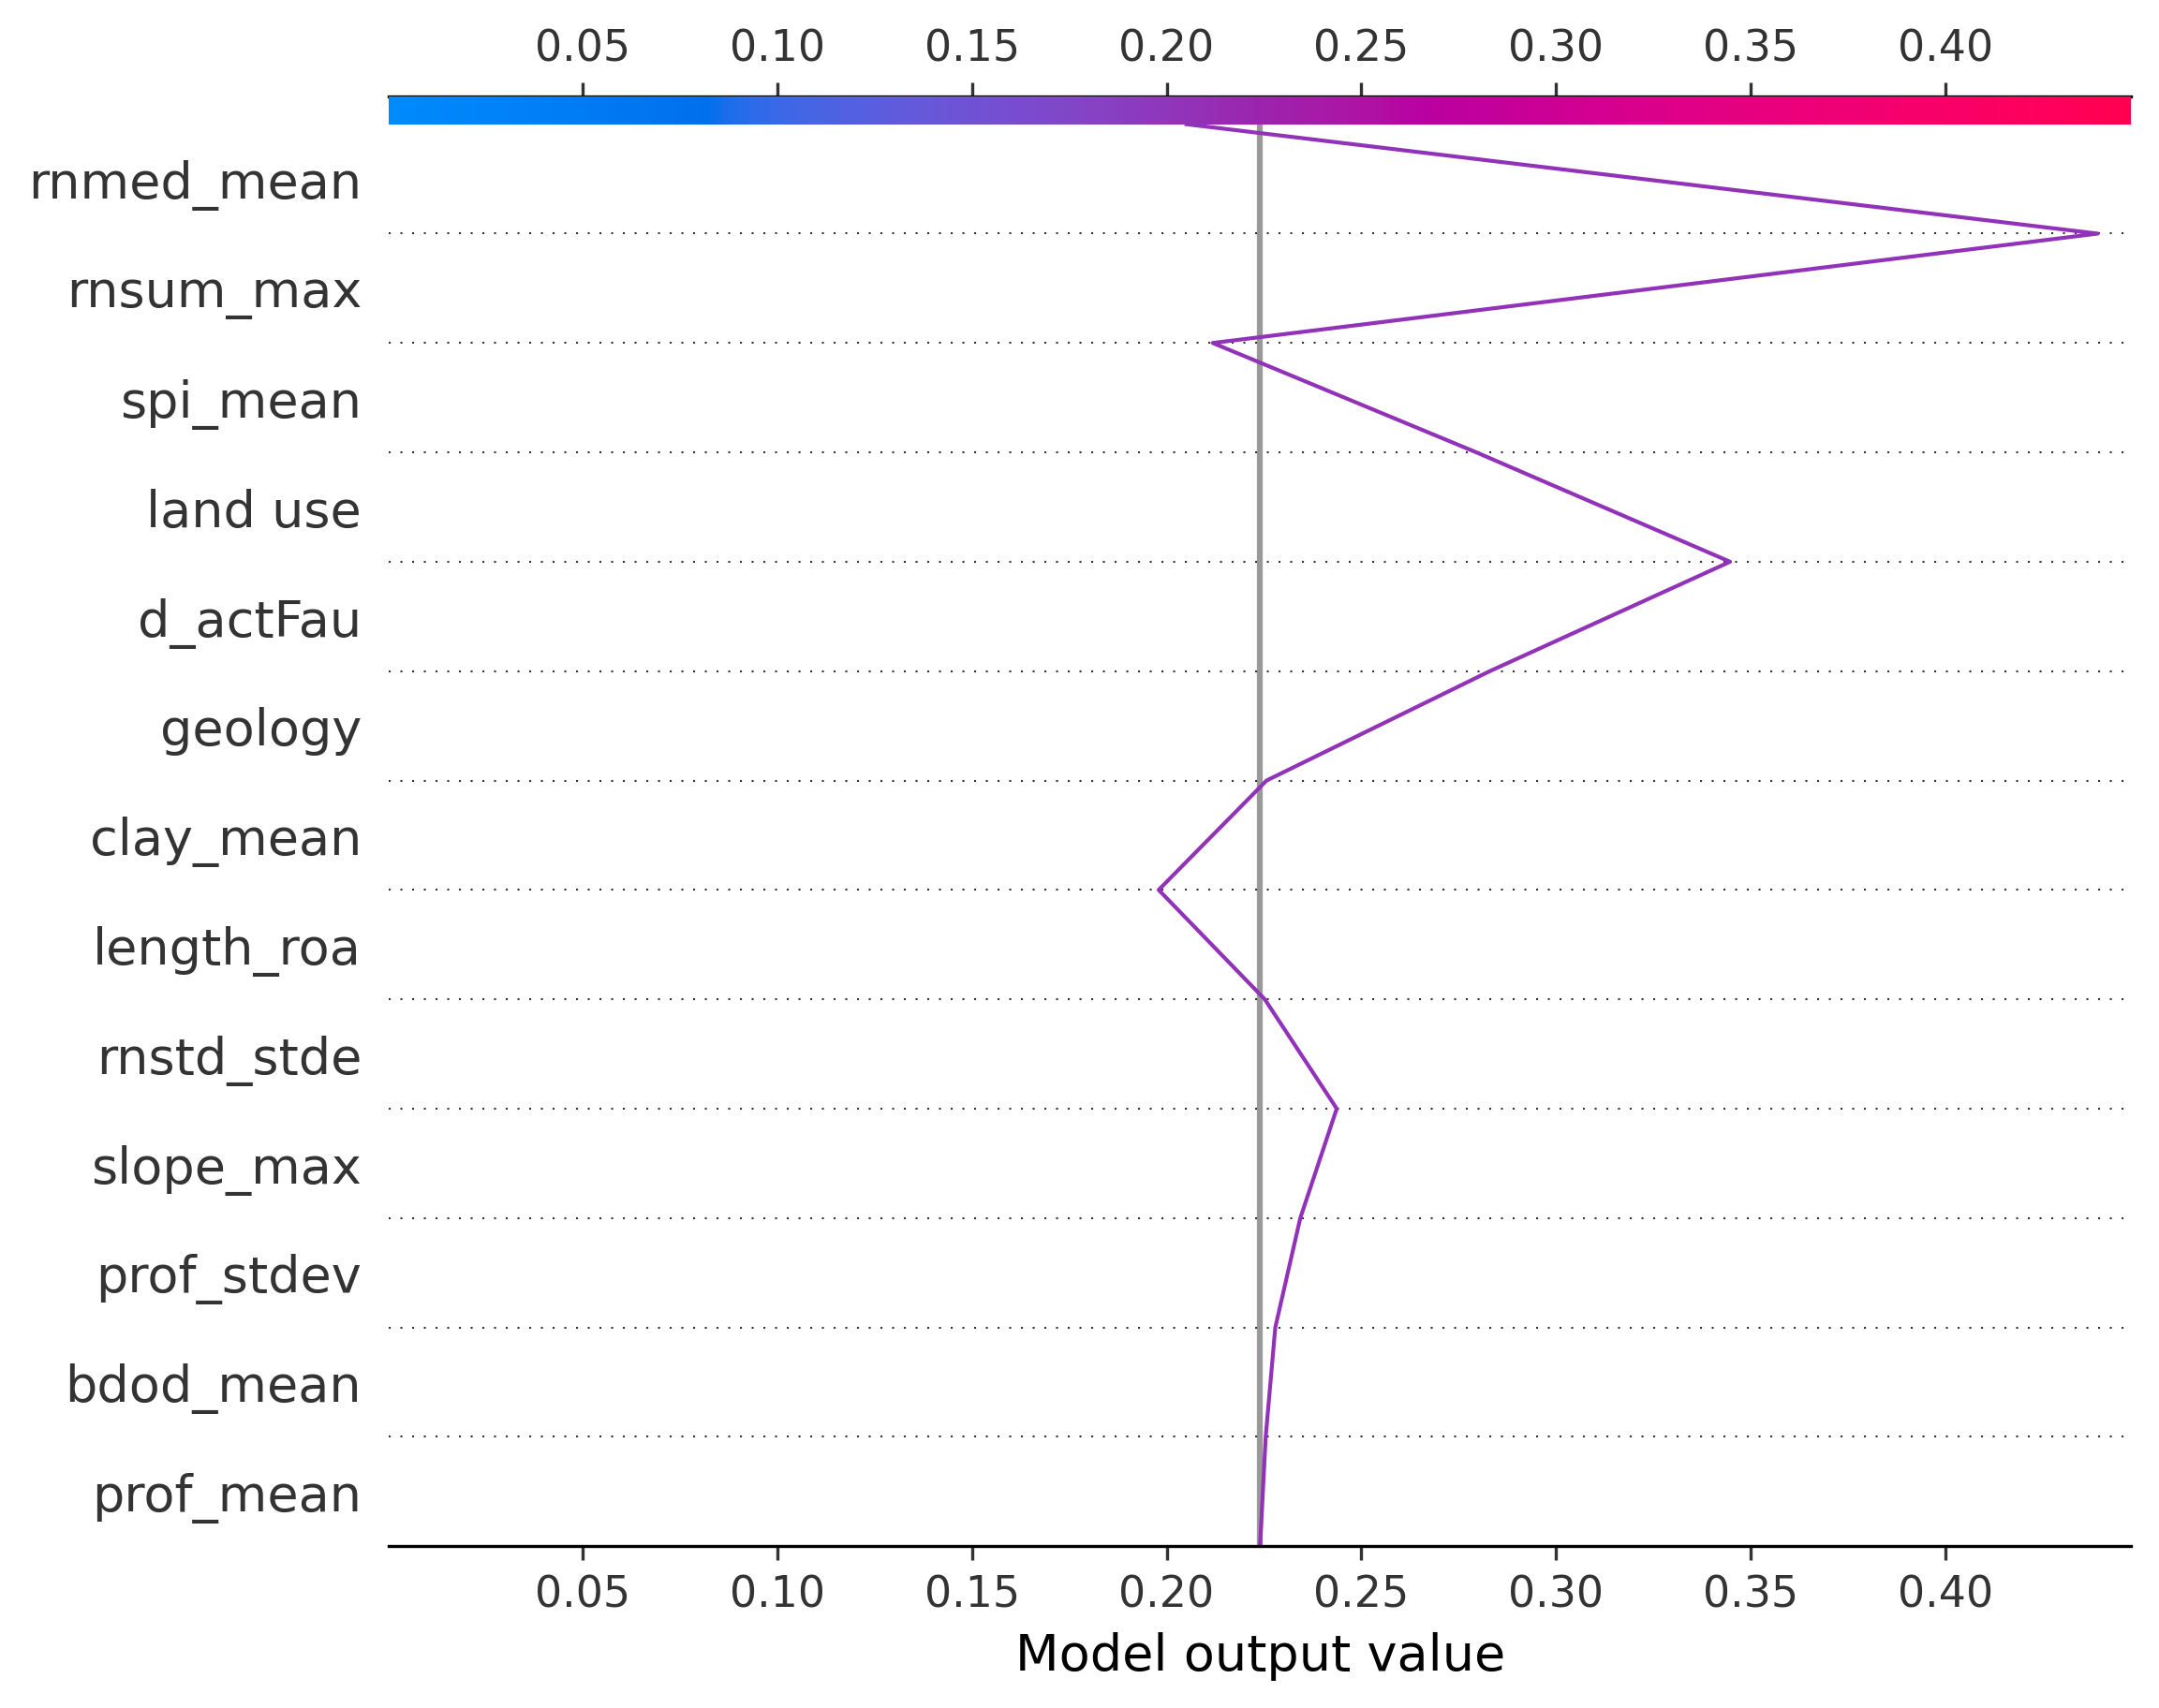 0.05 0.10 0.15 0.20 0.25 0.30 0.35 0.40
rnmed_mean
rnsum_max
spi_mean
land use
d_actFau
geology
clay_mean
length_roa
rnstd_stde
slope_max
prof_stdev
bdod_mean
prof_mean
0.05 0.10 0.15 0.20 0.25 0.30 0.35 0.40
Model output value